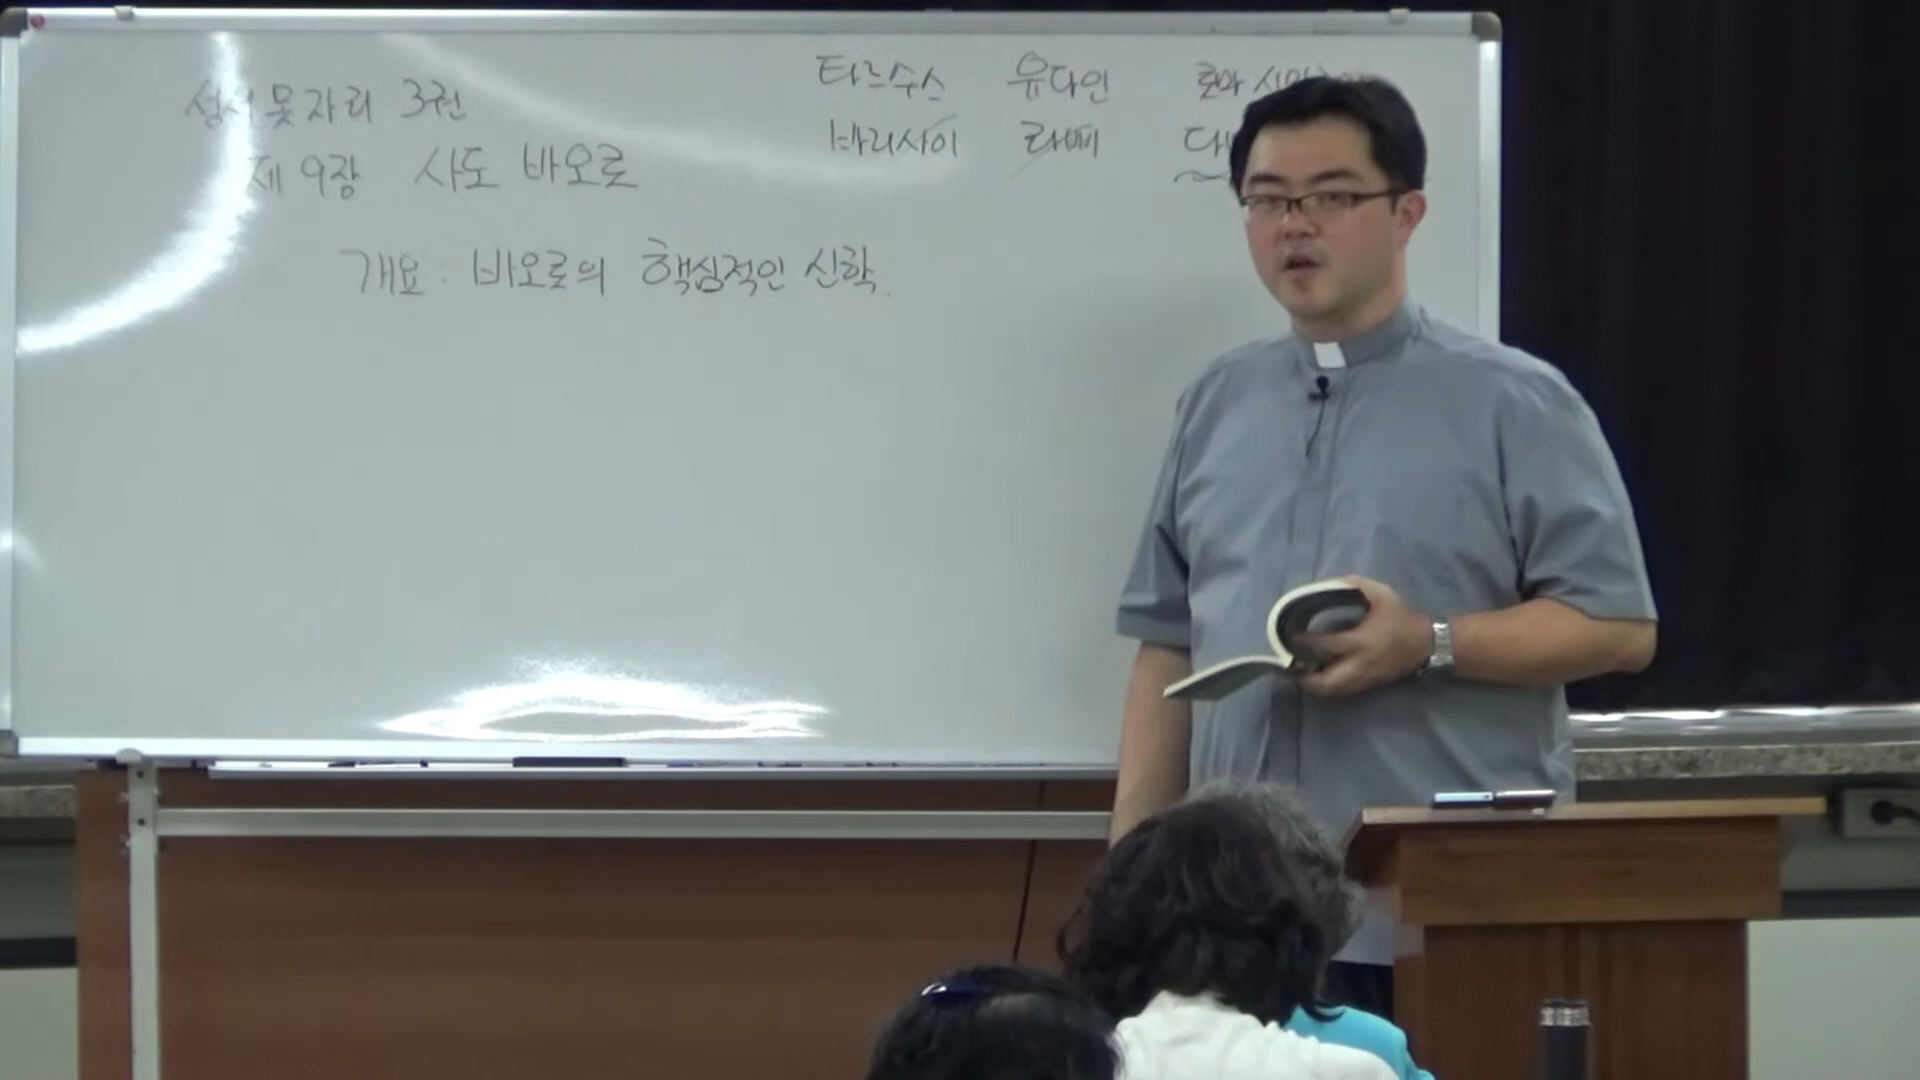 성서못자리 3권
제 9장 사도 바오로
개요 : 바오로의 핵심적인 신학.
타르수스 유다인 로마
바리사이 라삐